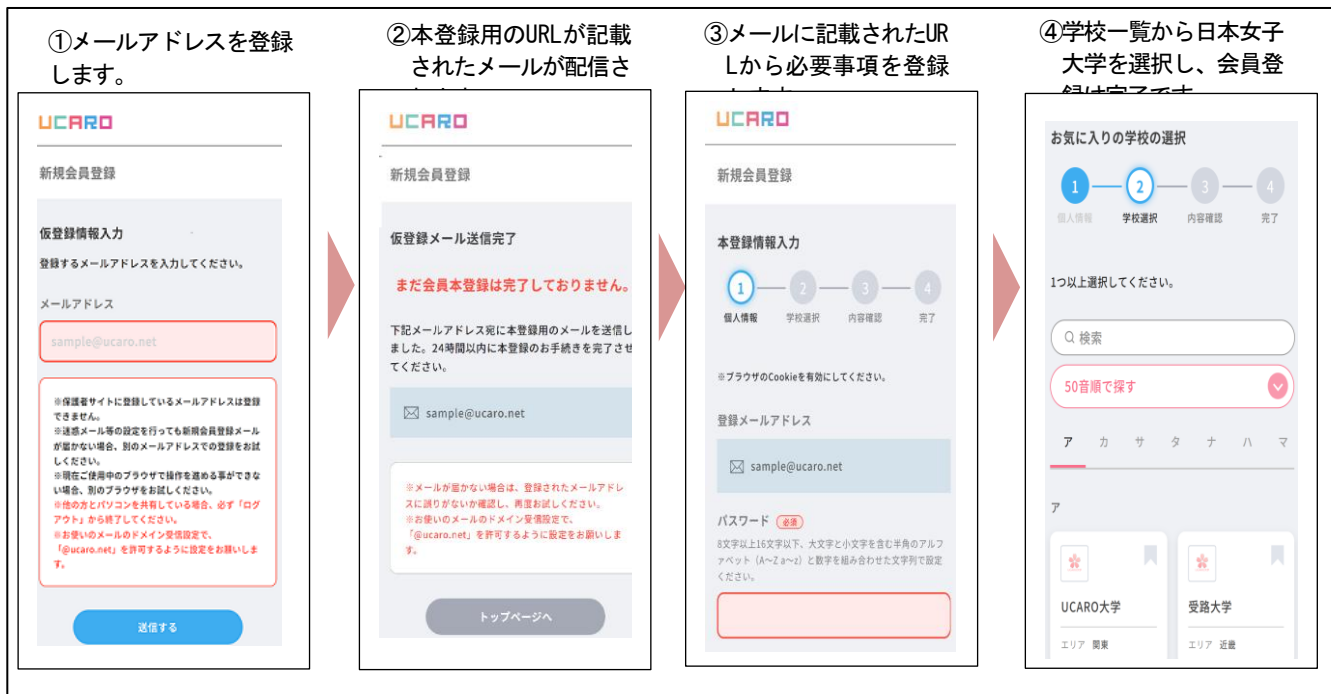 ①メールアドレスを登録
します。
UCARO
新規会員登録
仮登録情報入力
登録するメールアドレスを入力してください。
メールアドレス
sample@ucaro.net
※保護者サイトに登録しているメールアドレスは登録
できません。
※迷惑メール等の設定を行っても新規会員登録メール
が届かない場合、別のメールアドレスでの登録をお試
しください。
※現在ご使用中のブラウザで操作を進める事ができな
い場合、別のブラウザをお試しください。
※他の方とパソコンを共有している場合、必ず「ログ
アウト」から終了してください。
※お使いのメールのドメイン受信設定で、
「@ucaro.net」を許可するように設定をお願いしま
す。
送信する
②本登録用のURLが記載
されたメールが配信さ
UCARO
新規会員登録
仮登録メール送信完了
まだ会員本登録は完了しておりません。
下記メールアドレス宛に本登録用のメールを送信し
ました。24時間以内に本登録のお手続きを完了させ
てください。
sample@ucaro.net
※メールが届かない場合は、登録されたメールアドレ
スに誤りがないか確認し、再度お試しください。
※お使いのメールのドメイン受信設定で、
「@ucaro.net」を許可するように設定をお願いしま
す。
トップページへ
③メールに記載されたUR
Lから必要事項を登録
UCARO
新規会員登録
本登録情報入力
1 2 3 4
個人情報 学校選択 内容確認 完了
※ブラウザのCookieを有効にしてください。
登録メールアドレス
sample@ucaro.net
パスワード 必須
8文字以上16文字以下、大文字と小文字を含む半角のアルフ
ァベット（A～Z a～z）と数字を組み合わせた文字列で設定
ください。
④学校一覧から日本女子
大学を選択し、会員登
録は完了です
お気に入りの学校の選択
1 2 3 4
個人情報 学校選択 内容確認 完了
1つ以上選択してください。
検索
50音順で探す
ア カ サ タ ナ ハ マ
ア
UCARO大学
エリア 関東
受路大学
エリア 近畿